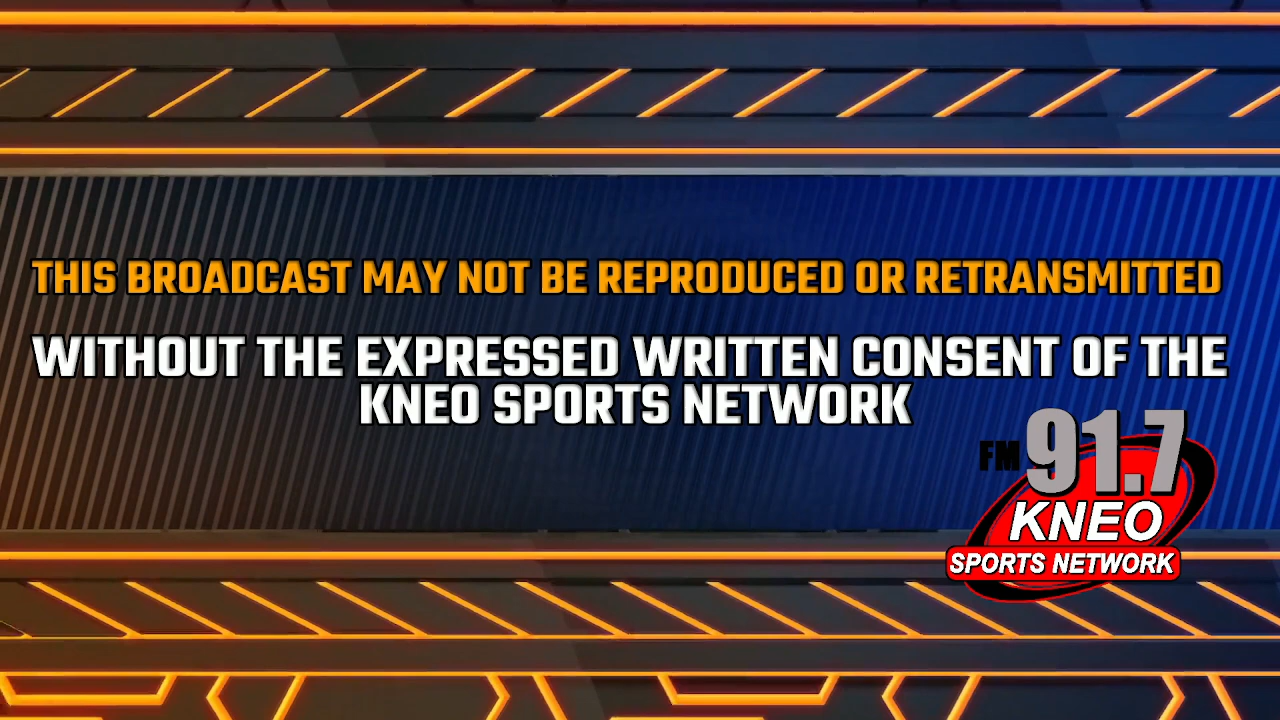 THIS BROADCAST MAY NOT BE REPRODUCED OR RETRANSMITTED
WITHOUT THE EXPRESSED WRITTEN CONSENT OF THE
KNEO SPORTS NETWORK
FM 91.7
KNEO
SPORTS NETWORK